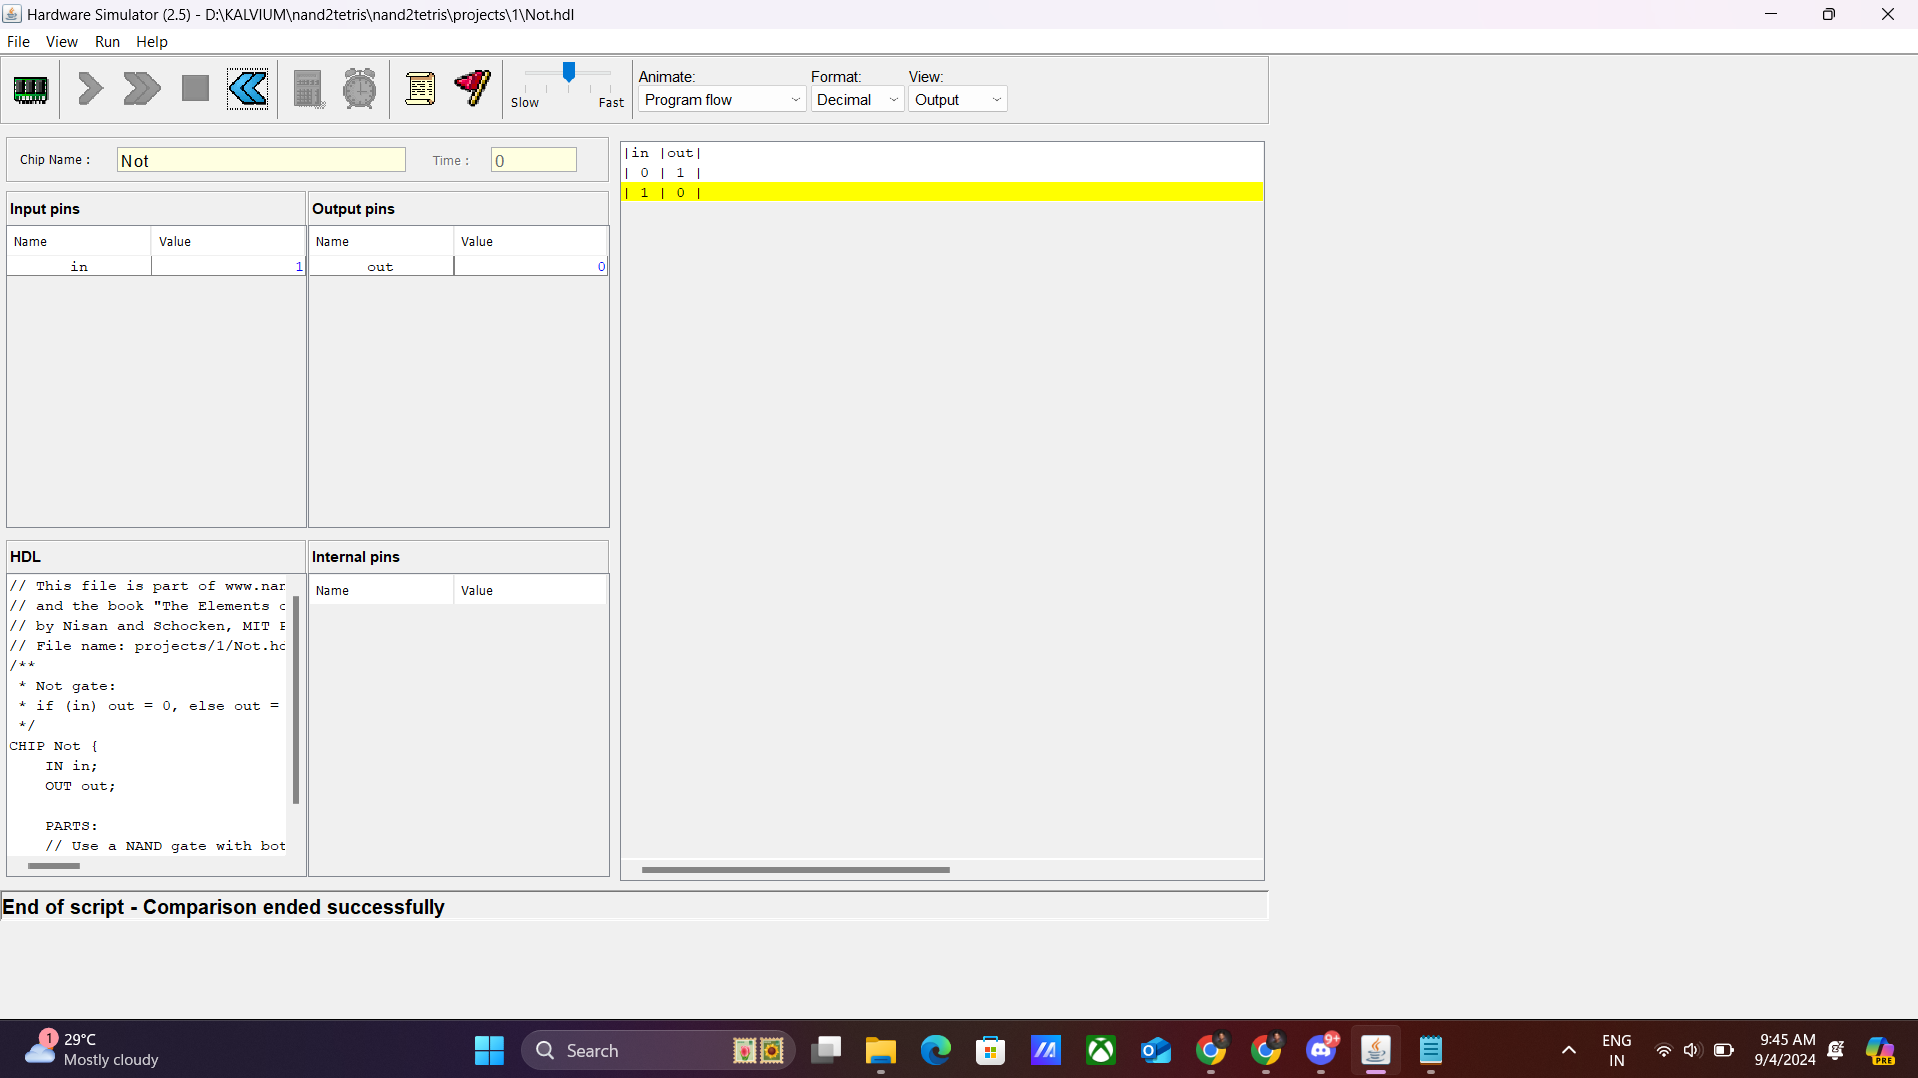 Hardware Simulator (2.5) - D:\KALVIUM\nand2tetris\nand2tetris\projects\1\Not.hdl
File View Run Help
Slow Fast
Animate: Format: View:
Program flow Decimal Output
Chip Name : Not Time : 0
Input pins
Name Value
in 1
Output pins
Name Value
out 0
|in |out|
| 0 | 1 |
| 1 | 0 |
HDL
// This file is part of www.nan
// and the book "The Elements o
// by Nisan and Schocken, MIT P
// File name: projects/1/Not.hd
/**
* Not gate:
* if (in) out = 0, else out =
*/
CHIP Not {
IN in;
OUT out;
PARTS:
// Use a NAND gate with bot
Internal pins
Name Value
End of script - Comparison ended successfully
1
29°C
Mostly cloudy
Search
9+
PRE
ENG
IN
9:45 AM
9/4/2024